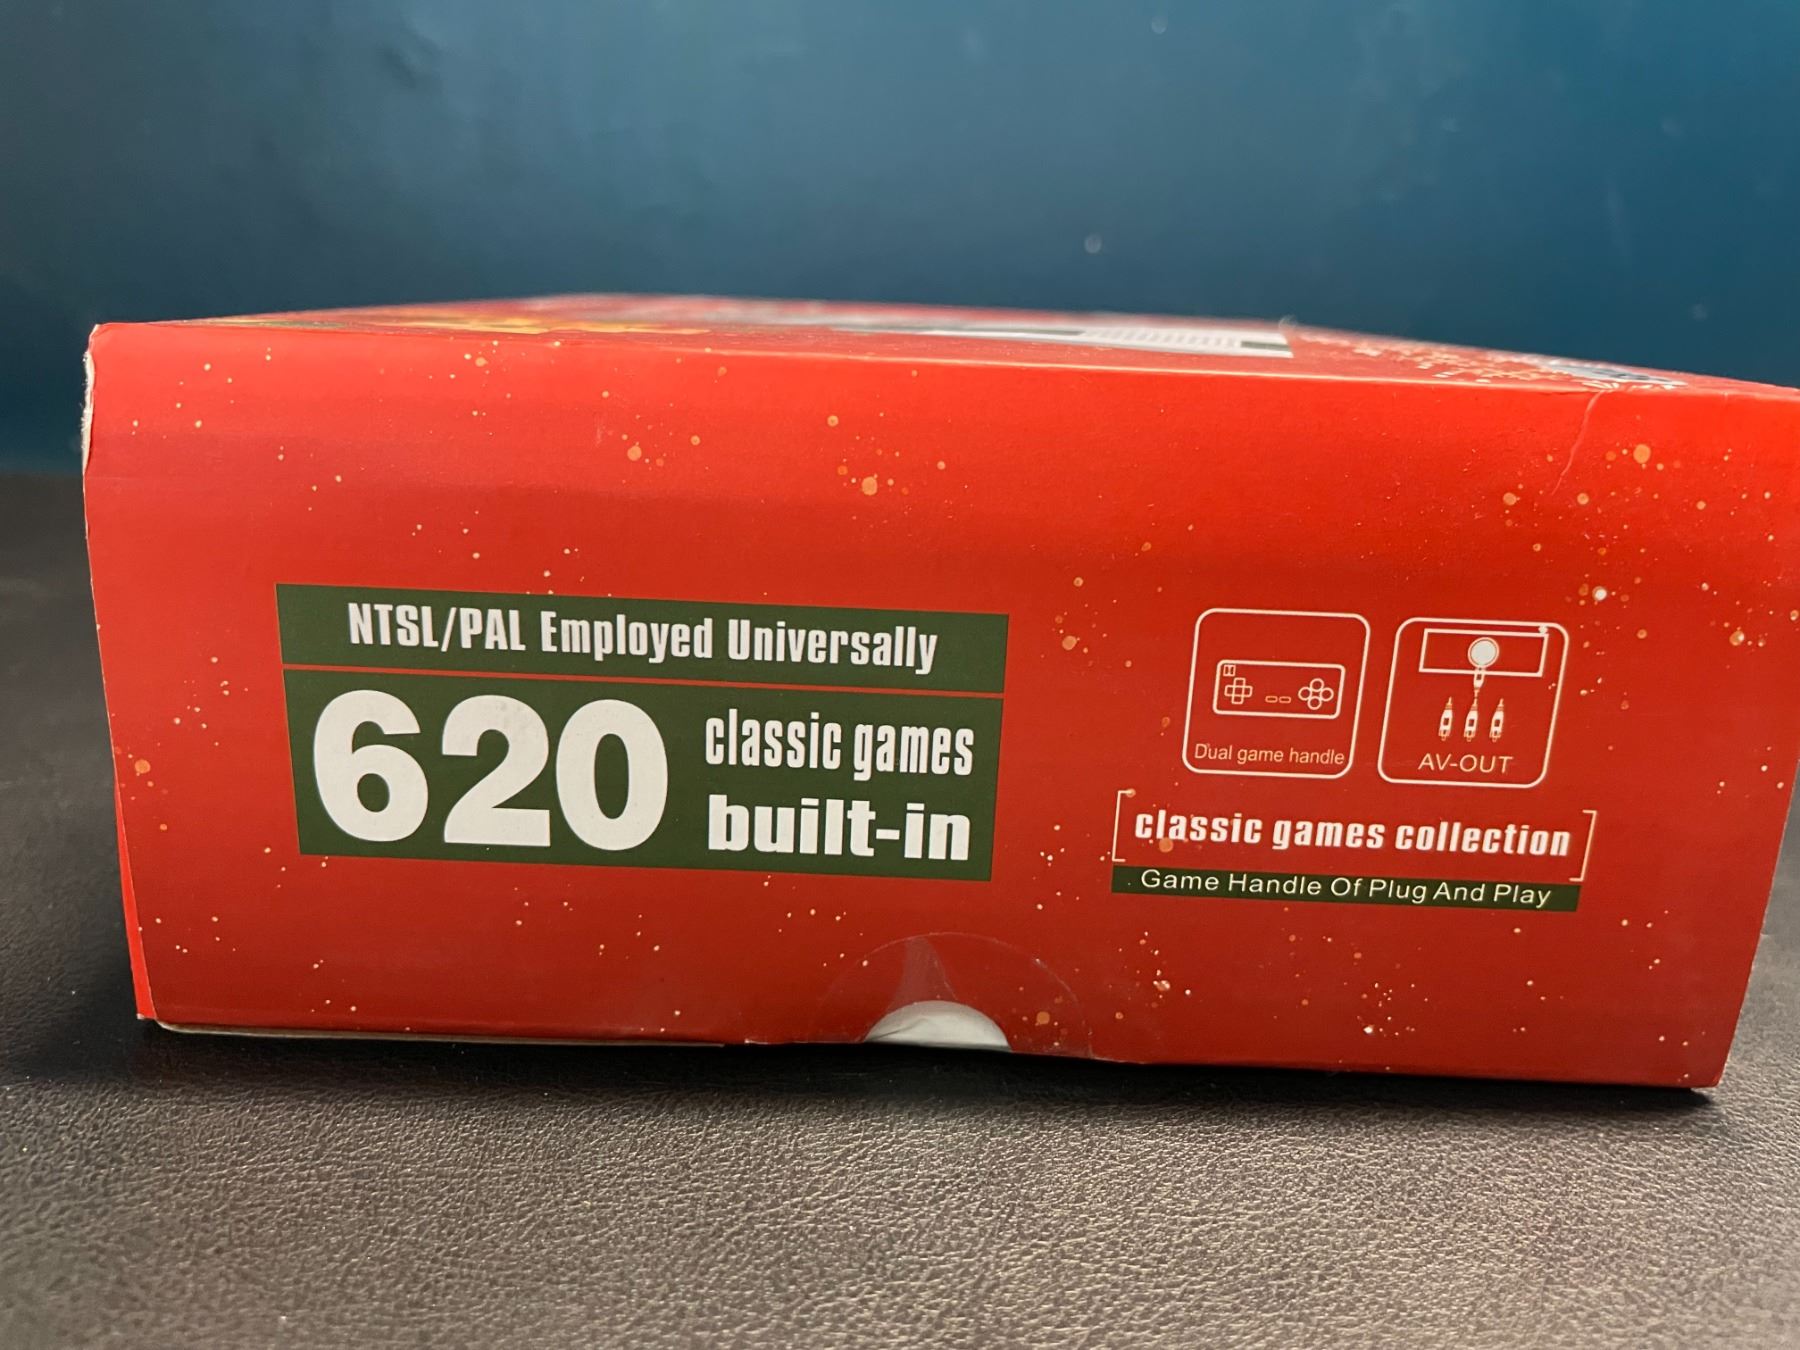 NTSL/PAL Employed Universally
620 classic games
built-in
Dual game handle
AV-OUT
classic games collection
Game Handle Of Plug And Play